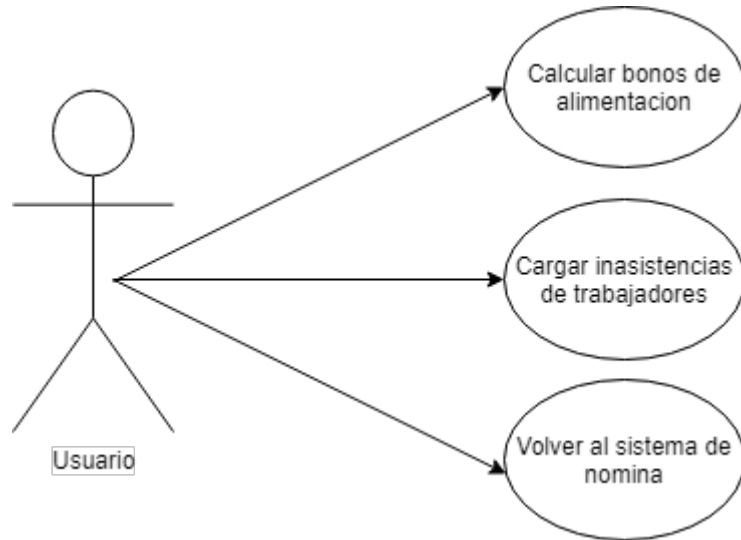 Calcular bonos de
alimentacion
Cargar inasistencias
de trabajadores
Volver al sistema de
nomina
Usuario